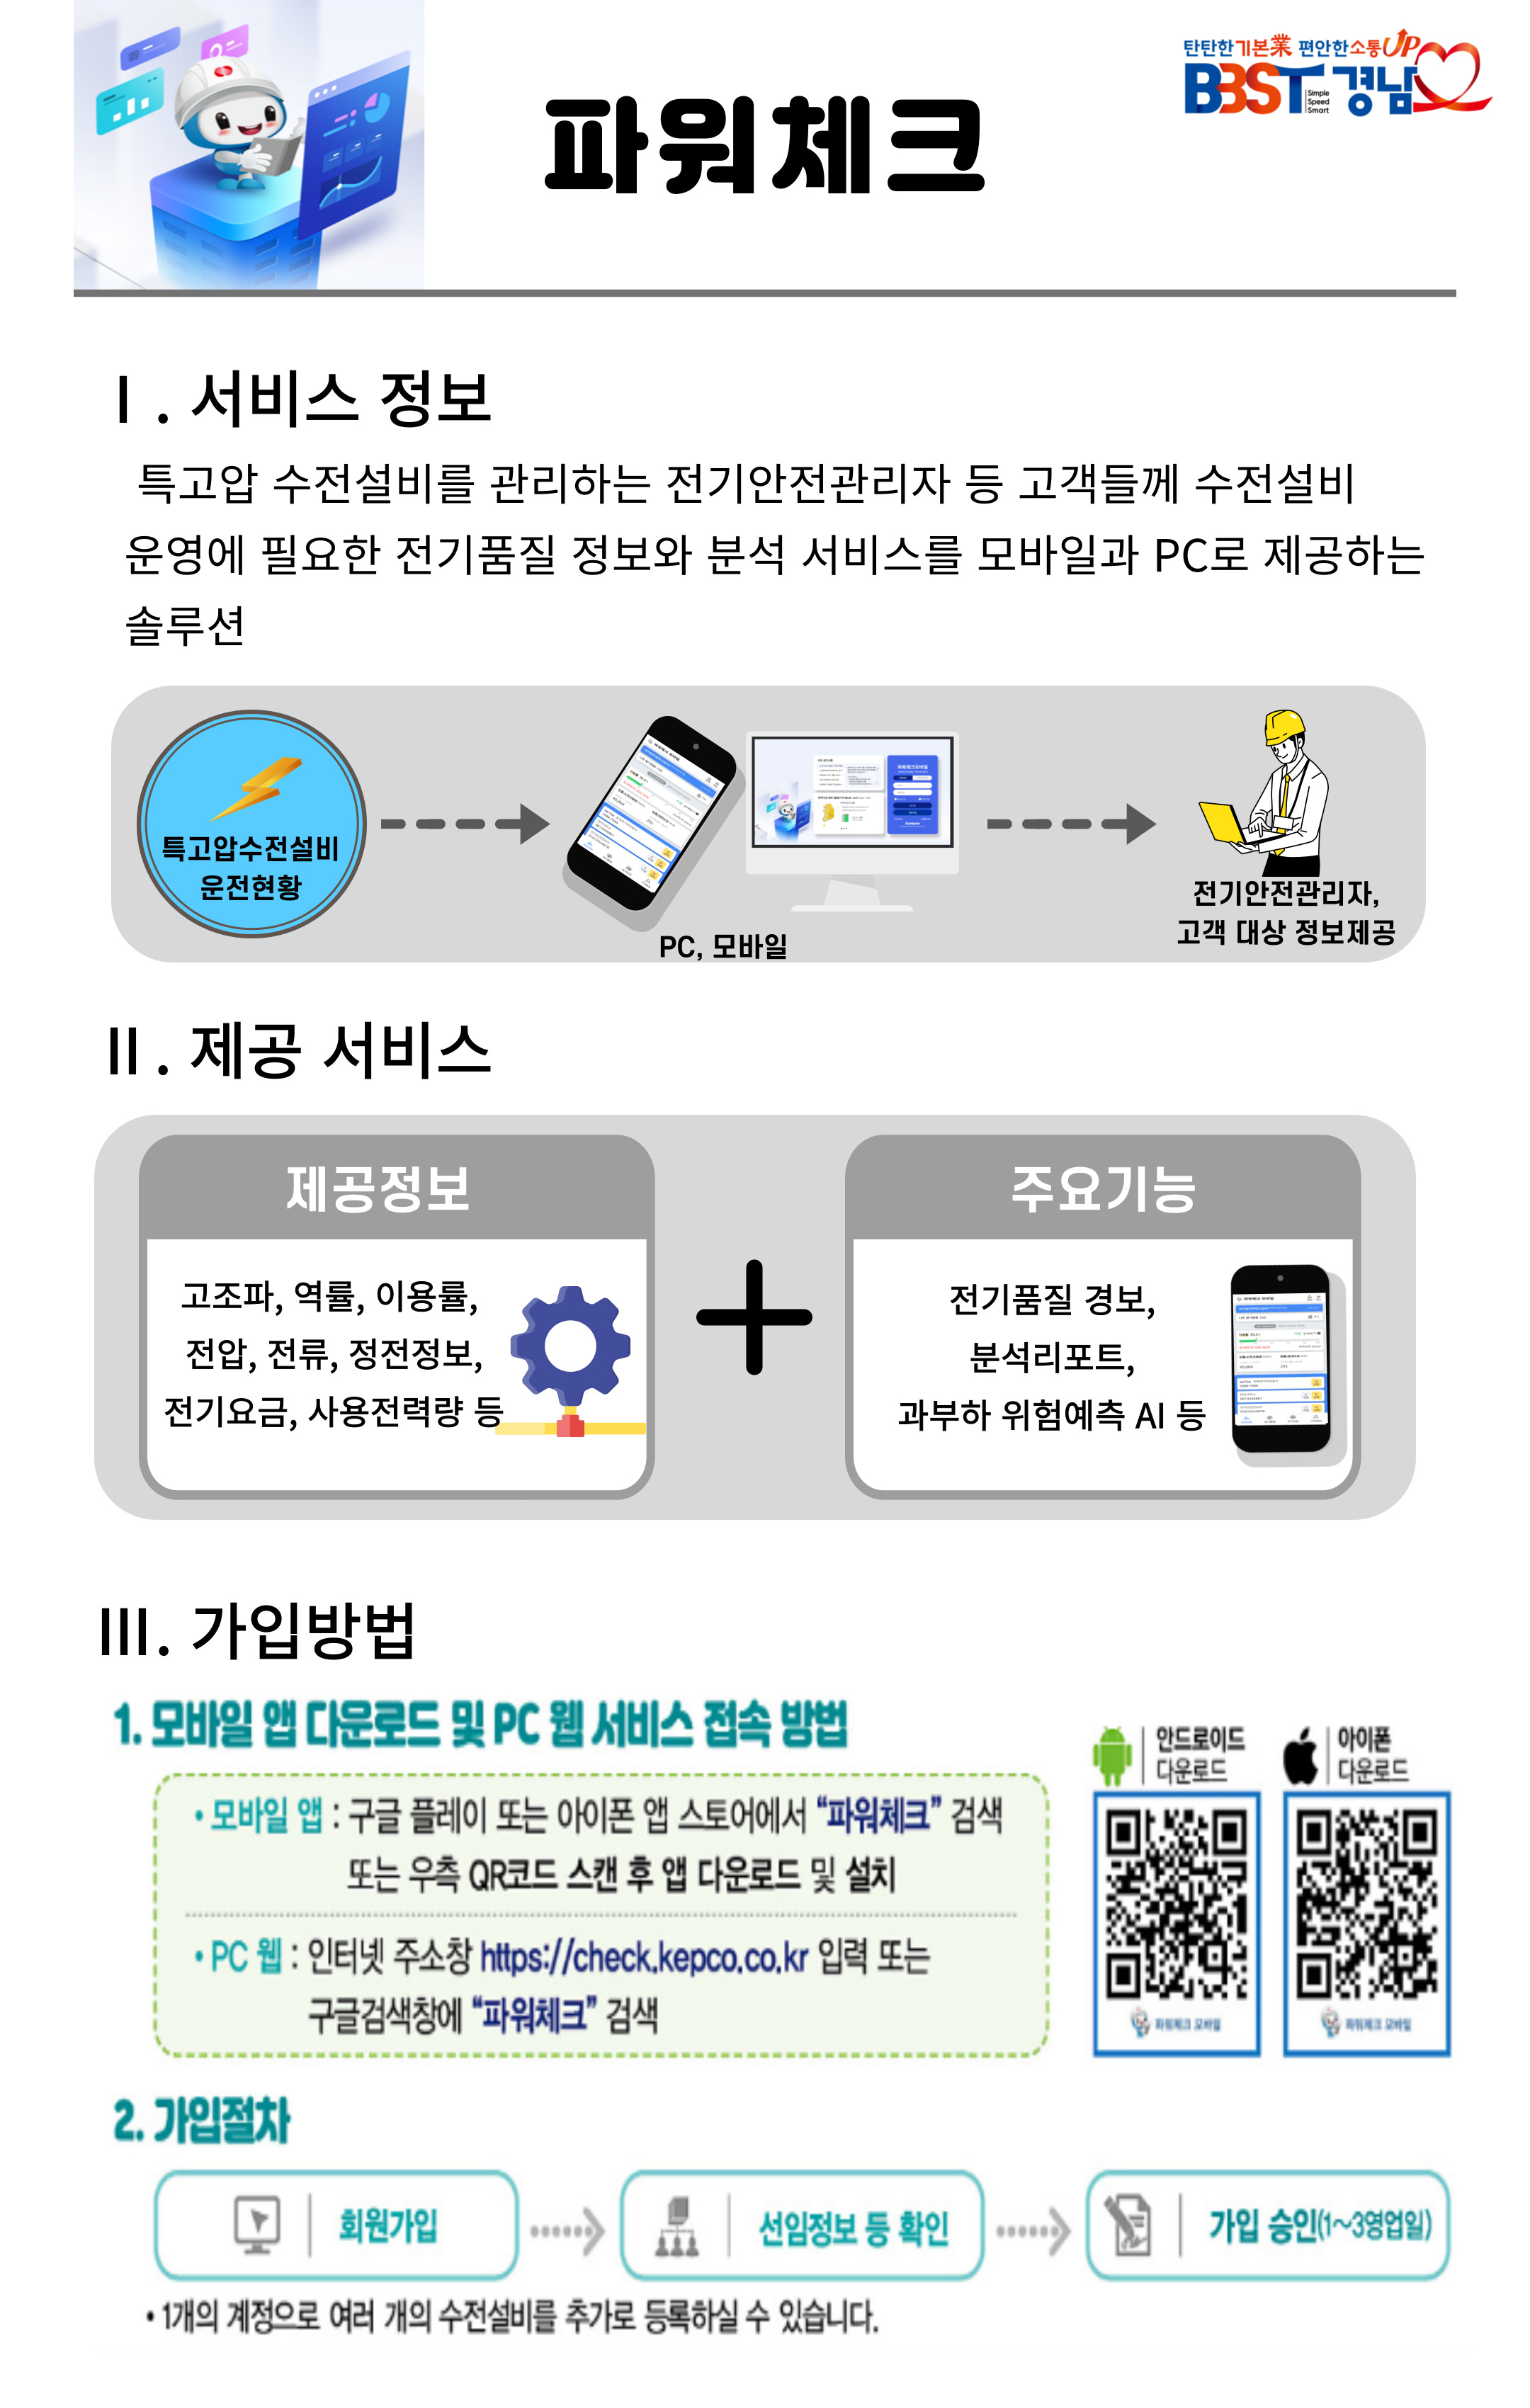 탄탄한기본業 편안한소통UP
BBST 경남
Simple
Speed
Smart
파워체크
Ⅰ. 서비스 정보
특고압 수전설비를 관리하는 전기안전관리자 등 고객들께 수전설비
운영에 필요한 전기품질 정보와 분석 서비스를 모바일과 PC로 제공하는
솔루션
특고압수전설비
운전현황
PC, 모바일
전기안전관리자,
고객 대상 정보제공
Ⅱ. 제공 서비스
제공정보
고조파, 역률, 이용률,
전압, 전류, 정전정보,
전기요금, 사용전력량 등
주요기능
전기품질 경보,
분석리포트,
과부하 위험예측 AI 등
Ⅲ. 가입방법
1. 모바일 앱 다운로드 및 PC 웹 서비스 접속 방법
• 모바일 앱 : 구글 플레이 또는 아이폰 앱 스토어에서 “파워체크” 검색
또는 우측 QR코드 스캔 후 앱 다운로드 및 설치
• PC 웹 : 인터넷 주소창 https://check.kepco.co.kr 입력 또는
구글검색창에 “파워체크” 검색
안드로이드
다운로드
아이폰
다운로드
파워체크 모바일
파워체크 모바일
2. 가입절차
회원가입
선임정보 등 확인
가입 승인(1~3영업일)
• 1개의 계정으로 여러 개의 수전설비를 추가로 등록하실 수 있습니다.